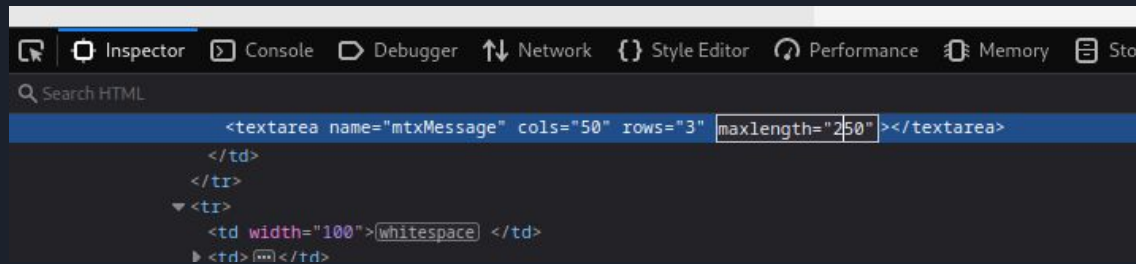 Inspector Console Debugger Network {} Style Editor Performance Memory Sto
Search HTML
<textarea name="mtxMessage" cols="50" rows="3" maxlength="250"></textarea>
</td>
</tr>
<tr>
<td width="100">whitespace </td>
<td></td>